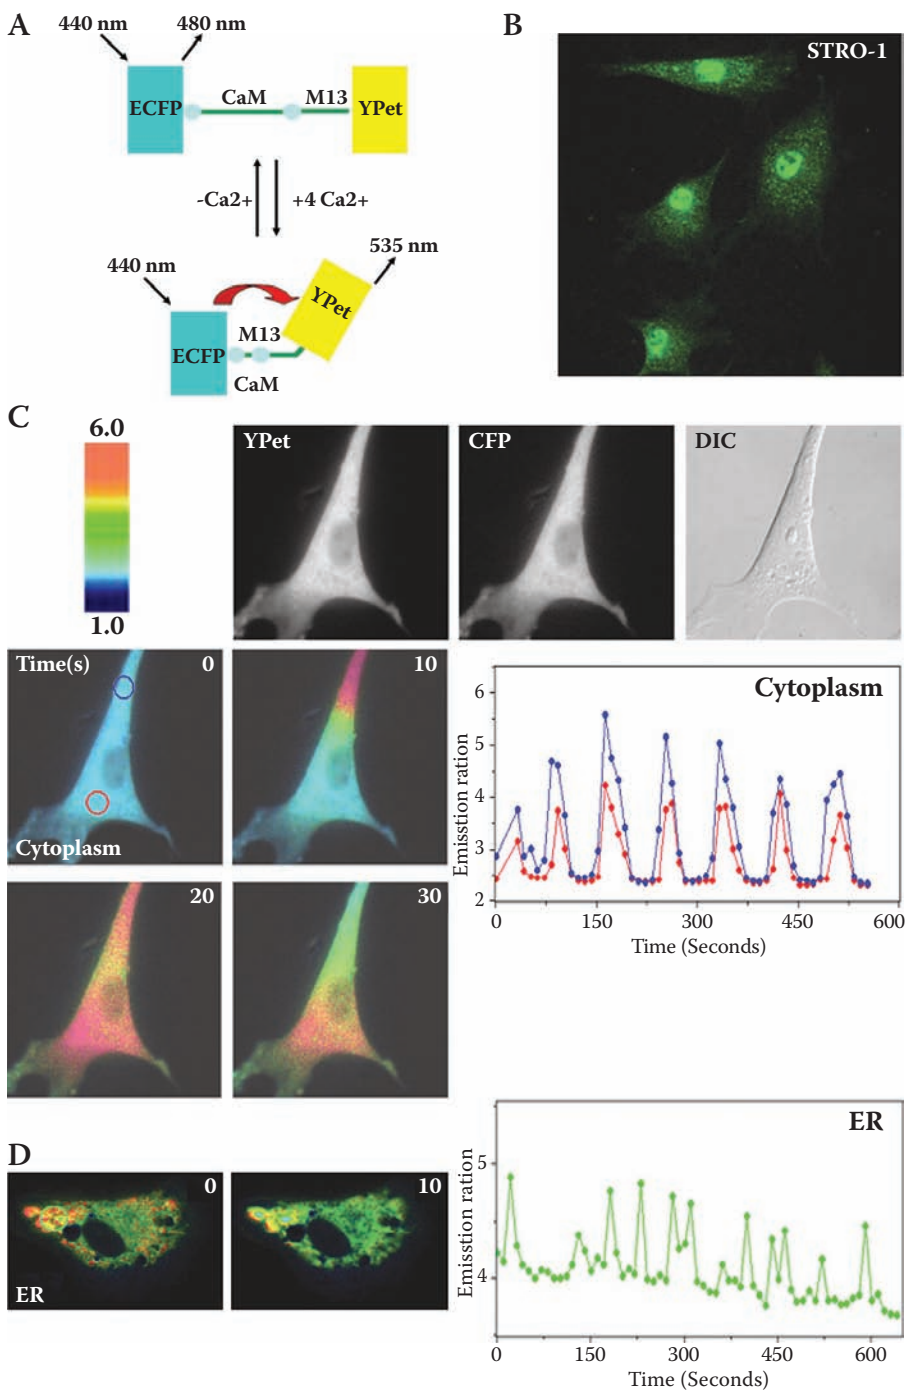 A
440 nm 480 nm
ECFP CaM M13 YPet
-Ca2+ +4 Ca2+
535 nm
440 nm
YPet
M13
ECFP
CaM
B
STRO-1
C
6.0
1.0
YPet
CFP
DIC
Time(s) 0
Cytoplasm
10
20
30
Cytoplasm
Emisstion ration
6
5
4
3
2
0 150 300 450 600
Time (Seconds)
D
0
ER
10
ER
Emisstion ration
5
4
0 150 300 450 600
Time (Seconds)